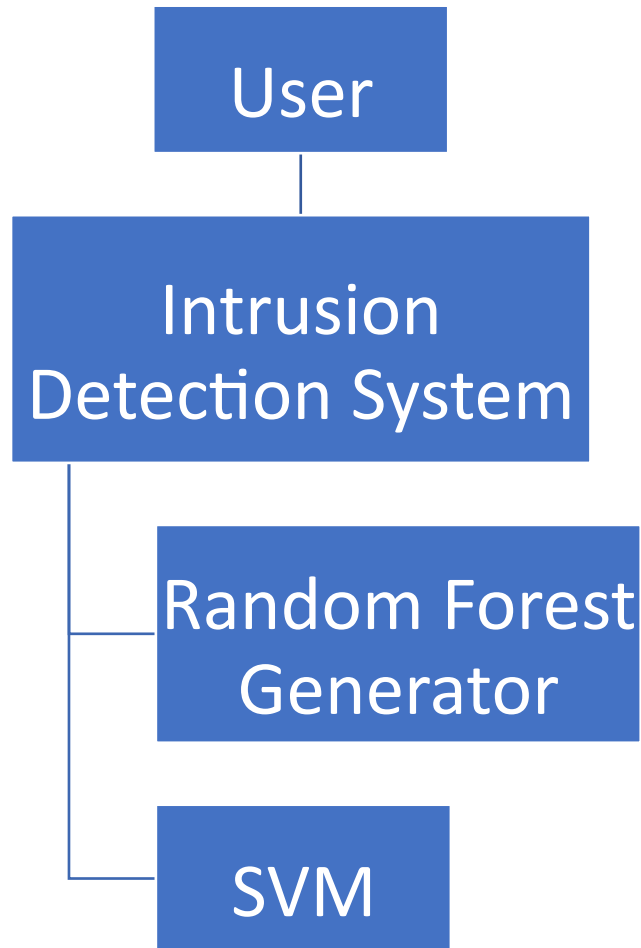 User
Intrusion
Detection System
Random Forest
Generator
SVM